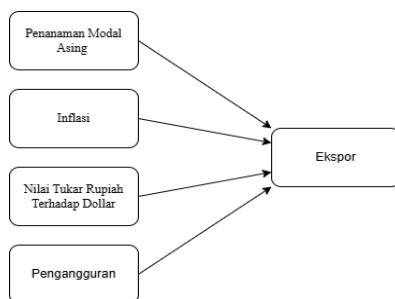 Penanaman Modal
Asing
Inflasi
Ekspor
Nilai Tukar Rupiah
Terhadap Dollar
Pengangguran